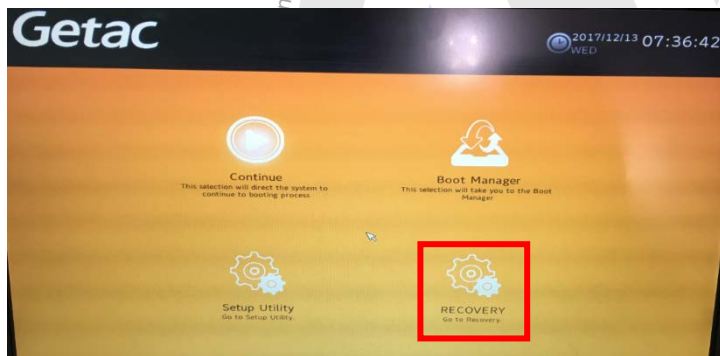 Getac
2017/12/13 07:36:42
WED
Continue
This selection will direct the system to
continue to booting process
Boot Manager
This selection will take you to the Boot
Manager
Setup Utility
Go to Setup Utility.
RECOVERY
Go to Recovery